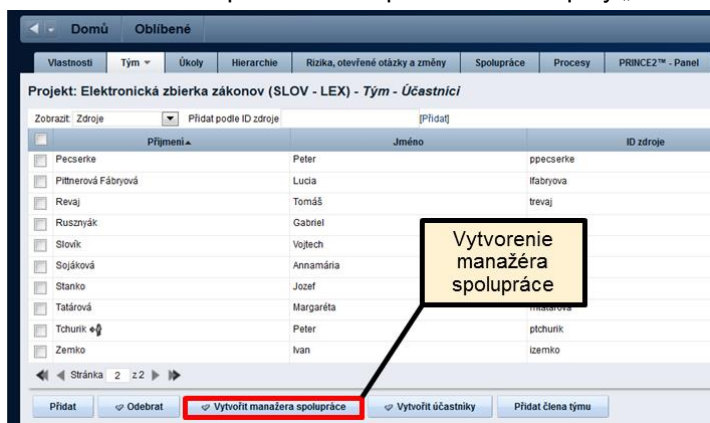 Domů Oblíbené
Vlastnosti Tým Úkoly Hierarchie Rizika, otevřené otázky a změny Spolupráce Procesy PRINCE2™ - Panel
Projekt: Elektronická zbierka zákonov (SLOV - LEX) - Tým - Účastníci
Zobrazit: Zdroje Přidat podle ID zdroje [Přidat]
Příjmení Jméno ID zdroje
Pecserke Peter ppecserke
Pittnerová Fábryová Lucia lfabryova
Revaj Tomáš trevaj
Rusznyák Gabriel
Slovík Vojtech
Sojáková Annamária
Stanko Jozef
Tatárová Margaréta
Tchurik Peter ptchurik
Zemko Ivan izemko
Vytvorenie
manažéra
spolupráce
Stránka 2 z 2
Přidat Odebrat Vytvořit manažera spolupráce Vytvořit účastníky Přidat člena týmu